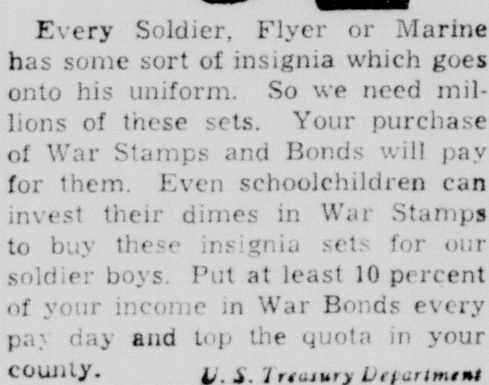 Every Soldier, Flyer or Marine
has some sort of insignia which goes
onto his uniform. So we need mil-
lions of these sets. Your purchase
of War Stamps and Bonds will pay
for them. Even schoolchildren can
invest their dimes in War Stamps
to buy these insignia sets for our
soldier boys. Put at least 10 percent
of your income in War Bonds every
pay day and top the quota in your
county. U. S. Treasury Department